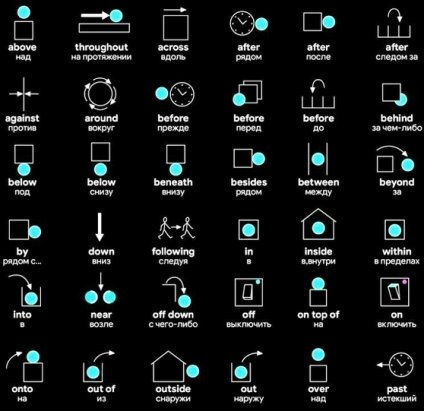 above throughout across after after after
над на протяжении вдоль рядом после следом за
against around before before before behind
против вокруг прежде перед до за чем-либо
below below beneath besides between beyond
под снизу внизу рядом между за
by down following in inside within
рядом с... вниз следуя в в,внутри в пределах
into near off down off on top of on
в возле с чего-либо выключить на включить
onto out of outside out over past
на из снаружи наружу над истекший